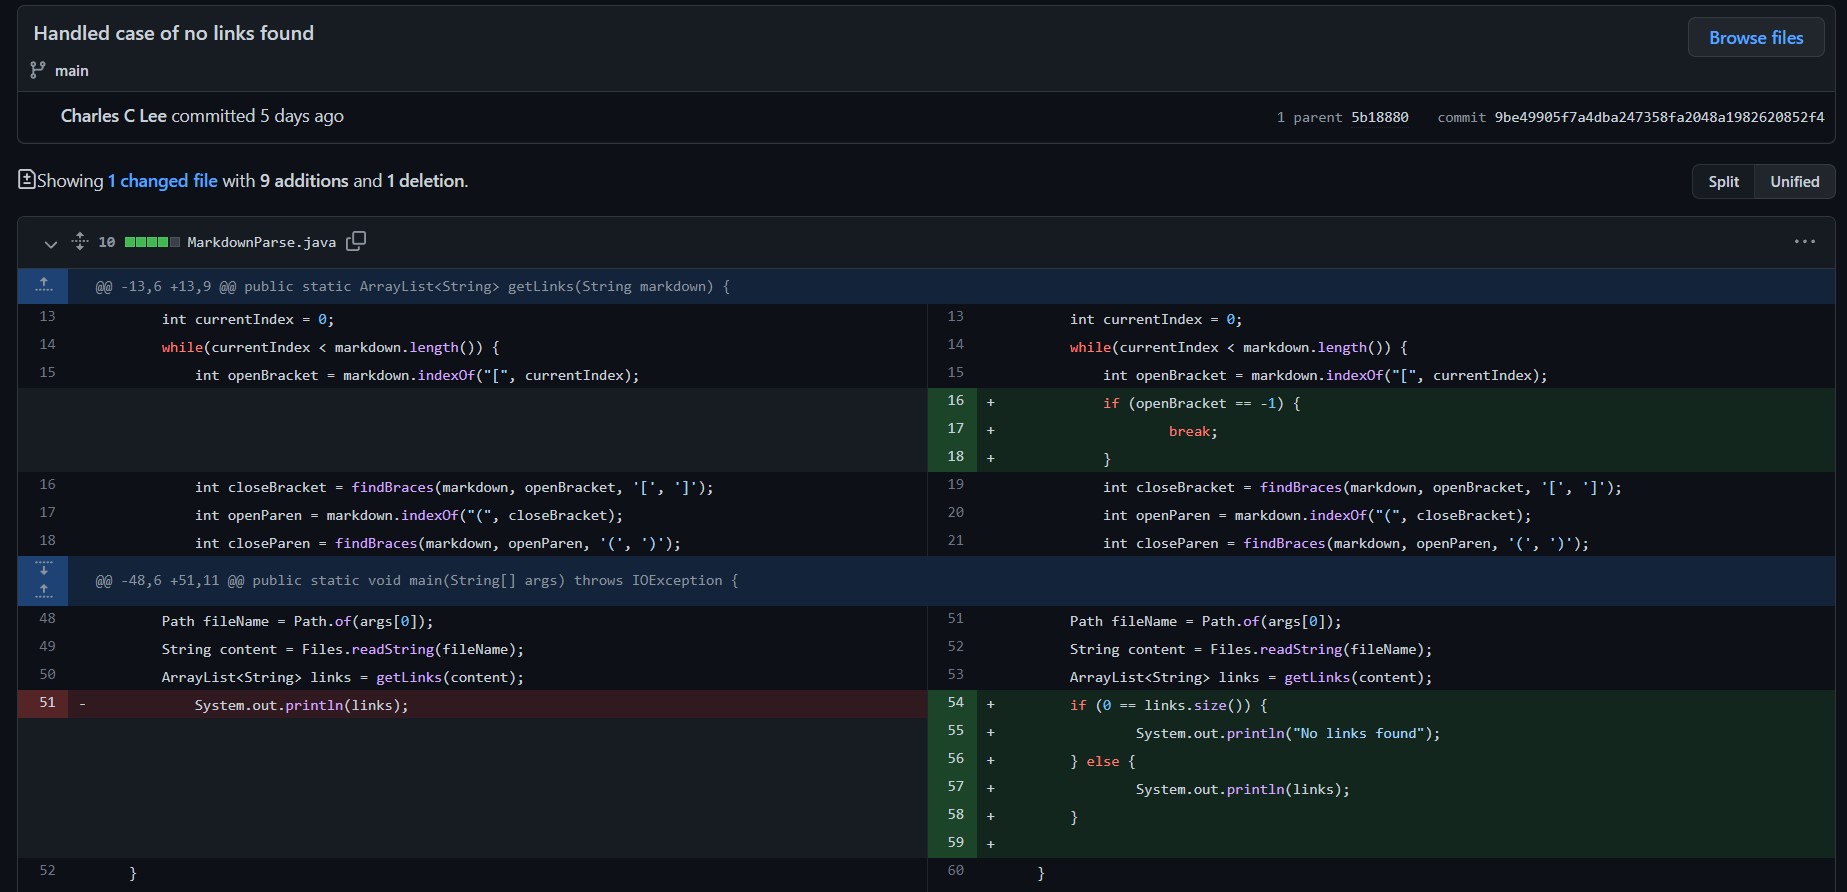 Handled case of no links found
Browse files
main
Charles C Lee committed 5 days ago
1 parent 5b18880 commit 9be49905f7a4dba247358fa2048a1982620852f4
Showing 1 changed file with 9 additions and 1 deletion.
Split Unified
10 MarkdownParse.java
@@ -13,6 +13,9 @@ public static ArrayList<String> getLinks(String markdown) {
13 int currentIndex = 0; 13 int currentIndex = 0;
14 while(currentIndex < markdown.length()) { 14 while(currentIndex < markdown.length()) {
15 int openBracket = markdown.indexOf("[", currentIndex); 15 int openBracket = markdown.indexOf("[", currentIndex);
16 + if (openBracket == -1) {
17 + break;
18 + }
16 int closeBracket = findBraces(markdown, openBracket, '[', ']'); 19 int closeBracket = findBraces(markdown, openBracket, '[', ']');
17 int openParen = markdown.indexOf("(", closeBracket); 20 int openParen = markdown.indexOf("(", closeBracket);
18 int closeParen = findBraces(markdown, openParen, '(', ')'); 21 int closeParen = findBraces(markdown, openParen, '(', ')');
@@ -48,6 +51,11 @@ public static void main(String[] args) throws IOException {
48 Path fileName = Path.of(args[0]); 51 Path fileName = Path.of(args[0]);
49 String content = Files.readString(fileName); 52 String content = Files.readString(fileName);
50 ArrayList<String> links = getLinks(content); 53 ArrayList<String> links = getLinks(content);
51 - System.out.println(links); 54 + if (0 == links.size()) {
55 + System.out.println("No links found");
56 + } else {
57 + System.out.println(links);
58 + }
59 +
52 } 60 }